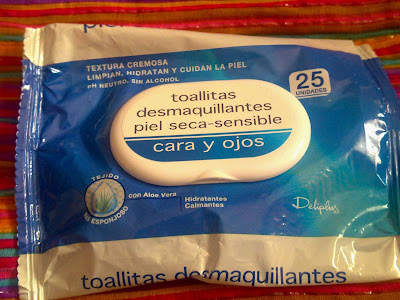 TEXTURA CREMOSA
LIMPIAN, HIDRATAN Y CUIDAN LA PIEL
pH NEUTRO. SIN ALCOHOL
25
UNIDADES
toallitas
desmaquillantes
piel seca-sensible
cara y ojos
TEJIDO
ESPONJOSO
con Aloe Vera
Hidratantes
Calmantes
Deliplus
toallitas desmaquillantes